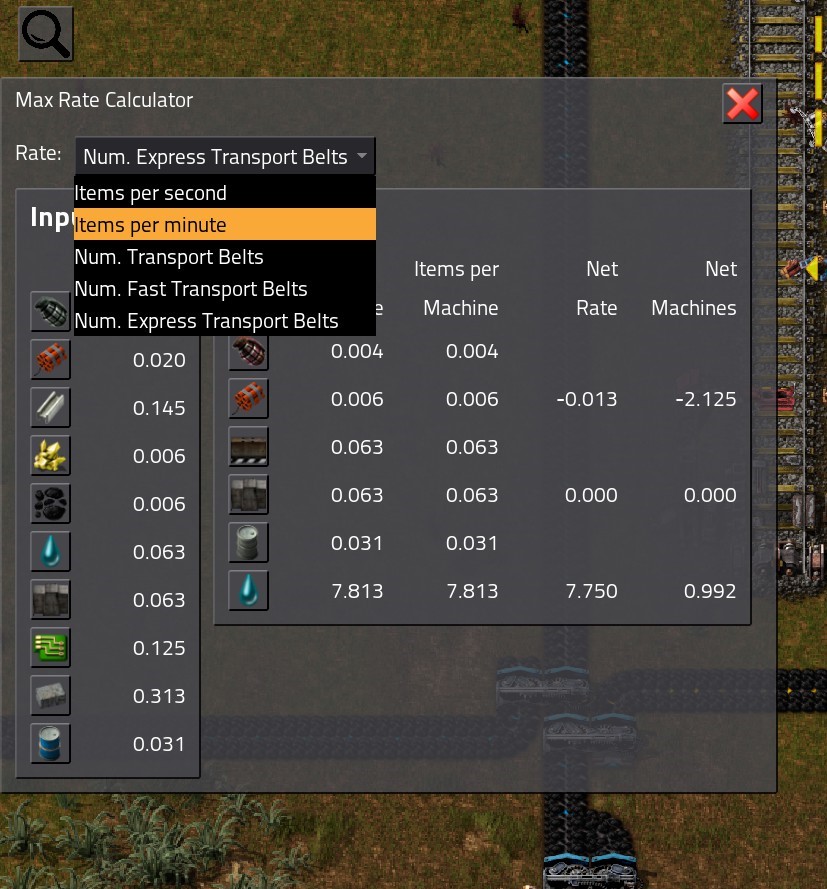 Max Rate Calculator
Rate: Num. Express Transport Belts
Items per second
Items per minute
Num. Transport Belts
Num. Fast Transport Belts
Num. Express Transport Belts
Inp
0.020
0.145
0.006
0.006
0.063
0.063
0.125
0.313
0.031
Items per Net Net
e Machine Rate Machines
0.004 0.004
0.006 0.006 -0.013 -2.125
0.063 0.063
0.063 0.063 0.000 0.000
0.031 0.031
7.813 7.813 7.750 0.992